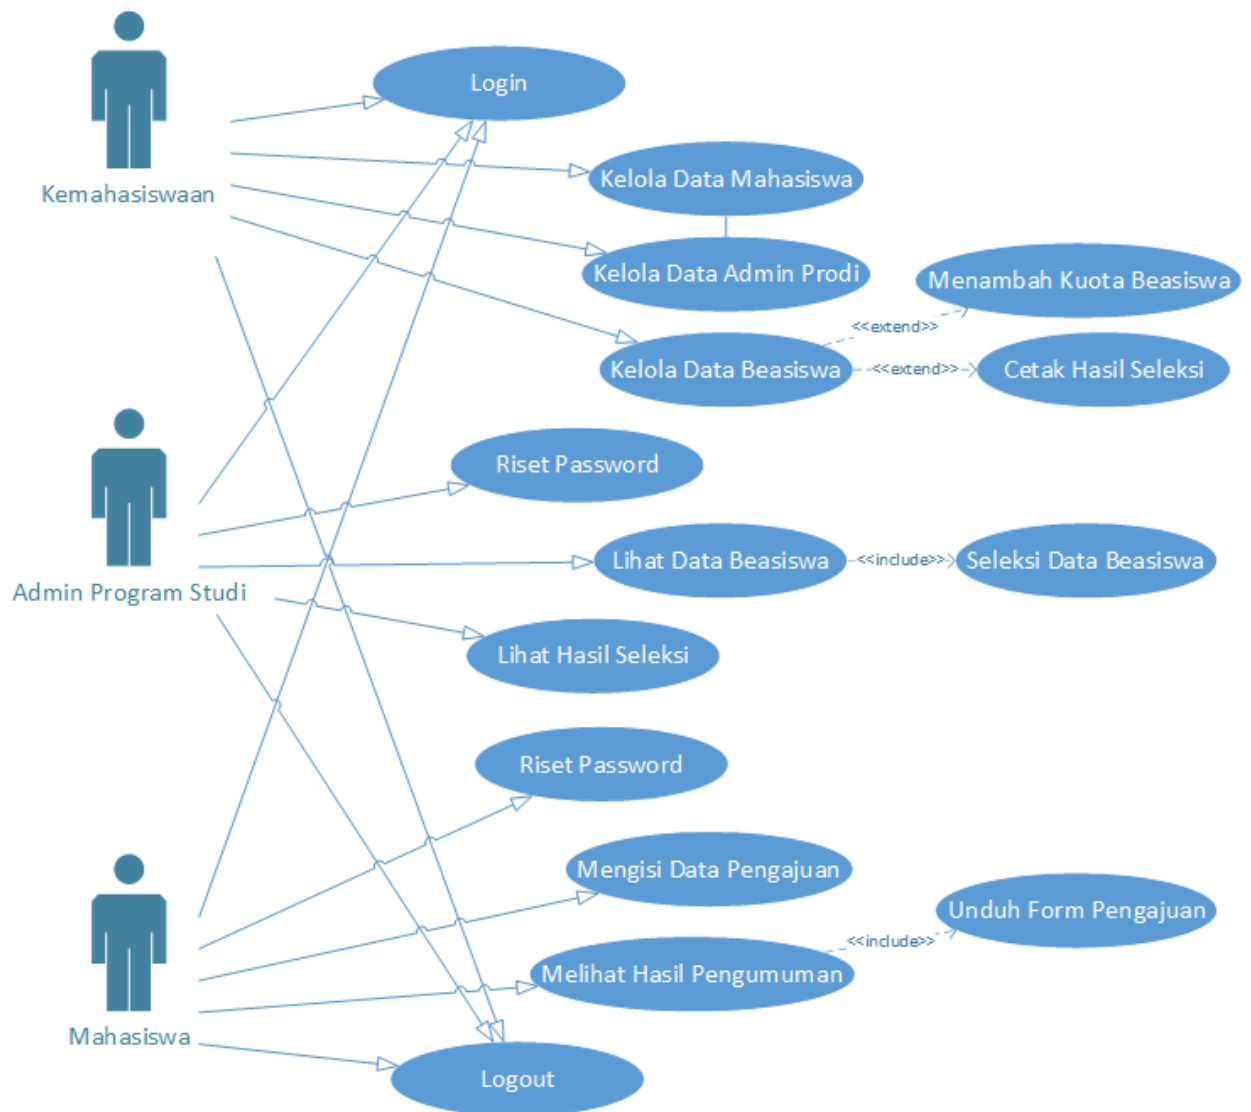 Login
Kelola Data Mahasiswa
Kemahasiswaan
Kelola Data Admin Prodi
Menambah Kuota Beasiswa
<<extend>>
Kelola Data Beasiswa
<<extend>>
Cetak Hasil Seleksi
Riset Password
Lihat Data Beasiswa
<<include>>
Seleksi Data Beasiswa
Admin Program Studi
Lihat Hasil Seleksi
Riset Password
Mengisi Data Pengajuan
Unduh Form Pengajuan
<<include>>
Melihat Hasil Pengumuman
Mahasiswa
Logout